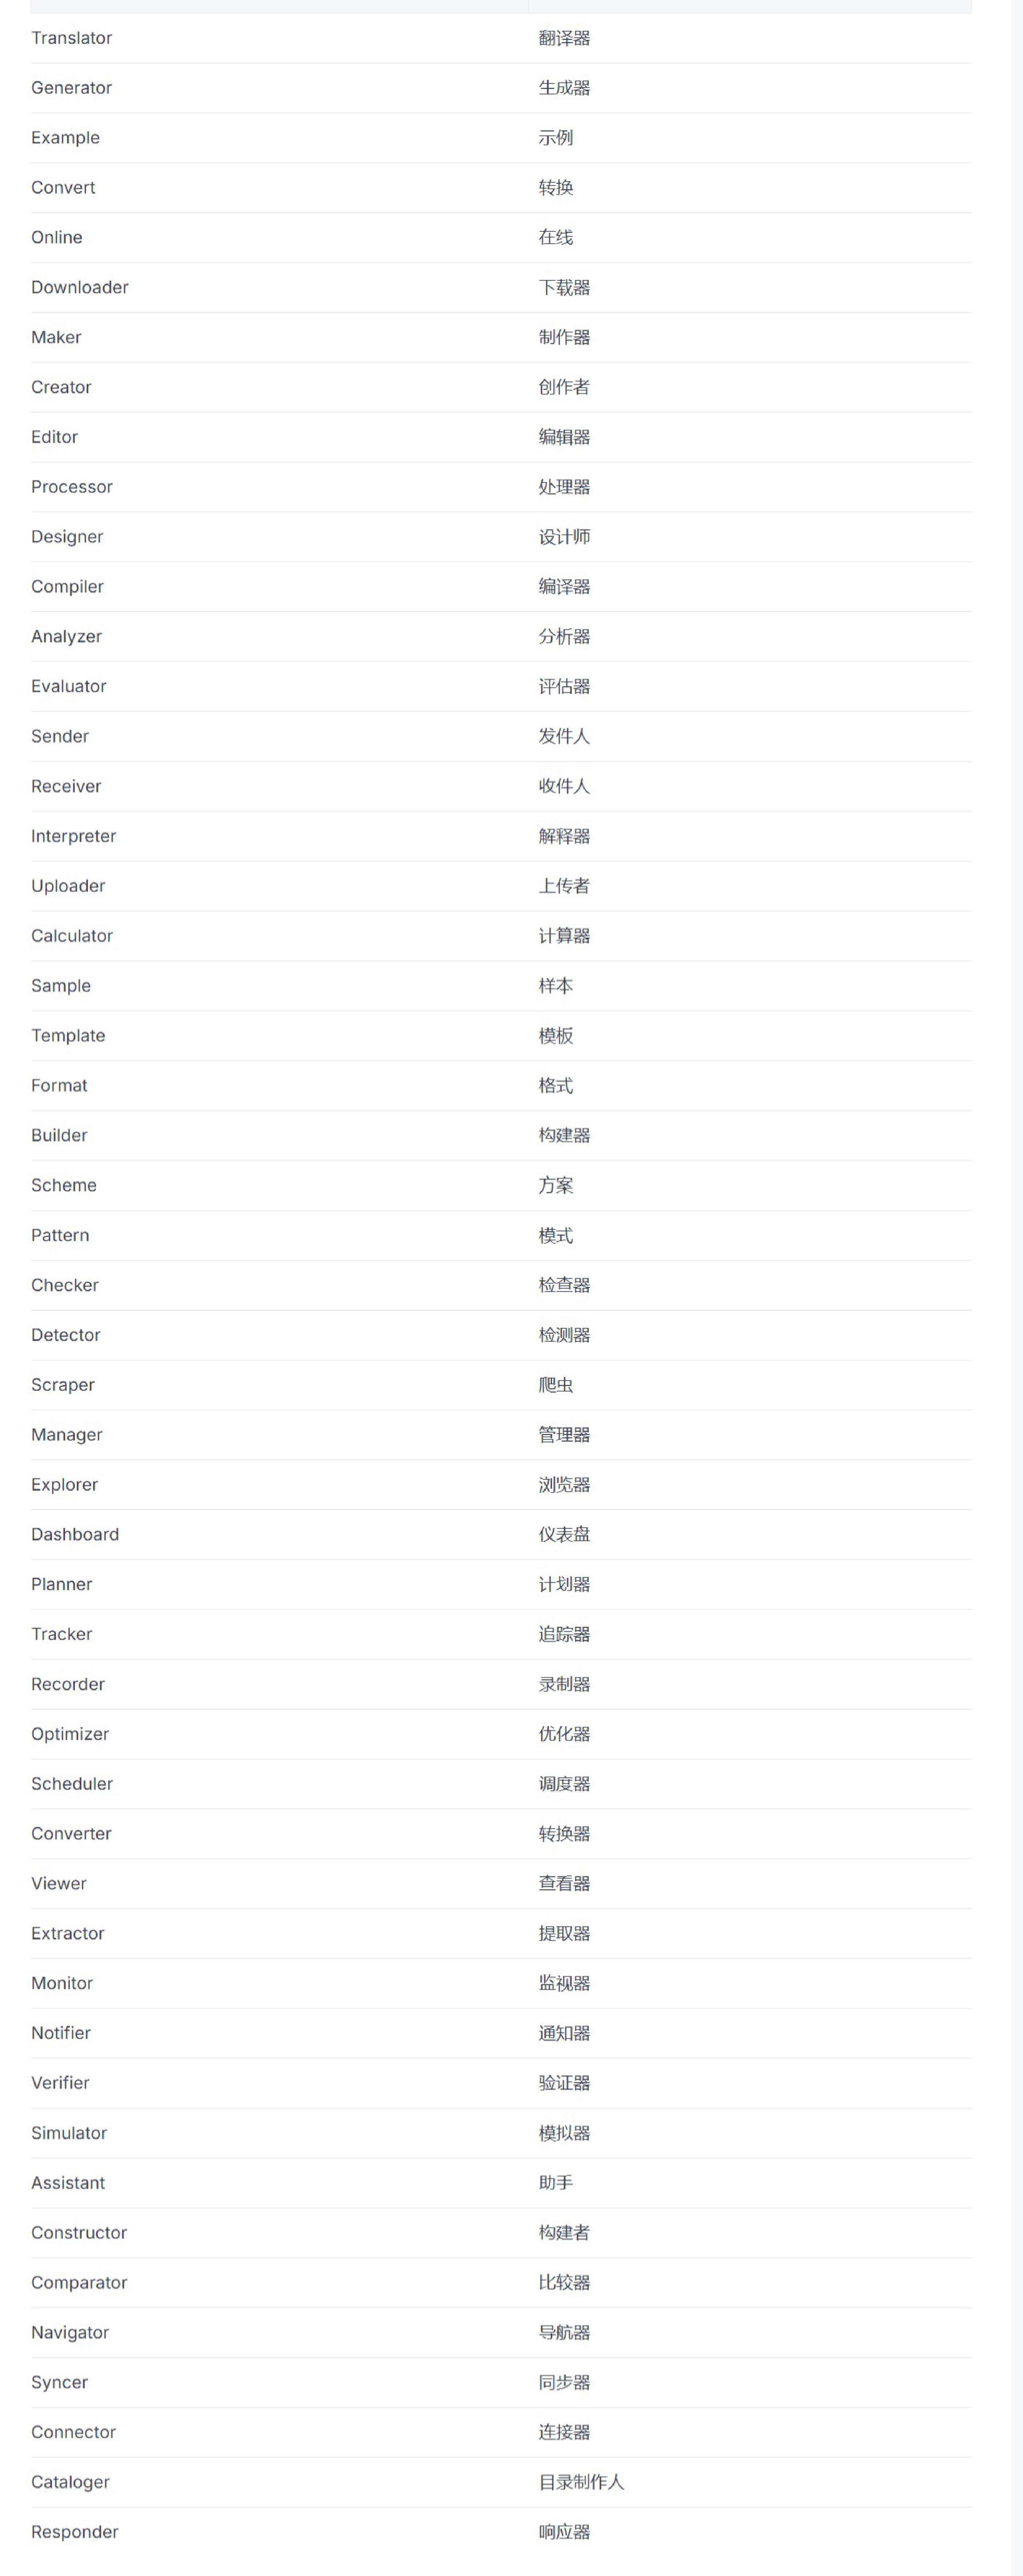 Translator 翻译器
Generator 生成器
Example 示例
Convert 转换
Online 在线
Downloader 下载器
Maker 制作器
Creator 创作者
Editor 编辑器
Processor 处理器
Designer 设计师
Compiler 编译器
Analyzer 分析器
Evaluator 评估器
Sender 发件人
Receiver 收件人
Interpreter 解释器
Uploader 上传者
Calculator 计算器
Sample 样本
Template 模板
Format 格式
Builder 构建器
Scheme 方案
Pattern 模式
Checker 检查器
Detector 检测器
Scraper 爬虫
Manager 管理器
Explorer 浏览器
Dashboard 仪表盘
Planner 计划器
Tracker 追踪器
Recorder 录制器
Optimizer 优化器
Scheduler 调度器
Converter 转换器
Viewer 查看器
Extractor 提取器
Monitor 监视器
Notifier 通知器
Verifier 验证器
Simulator 模拟器
Assistant 助手
Constructor 构建者
Comparator 比较器
Navigator 导航器
Syncer 同步器
Connector 连接器
Cataloger 目录制作人
Responder 响应器